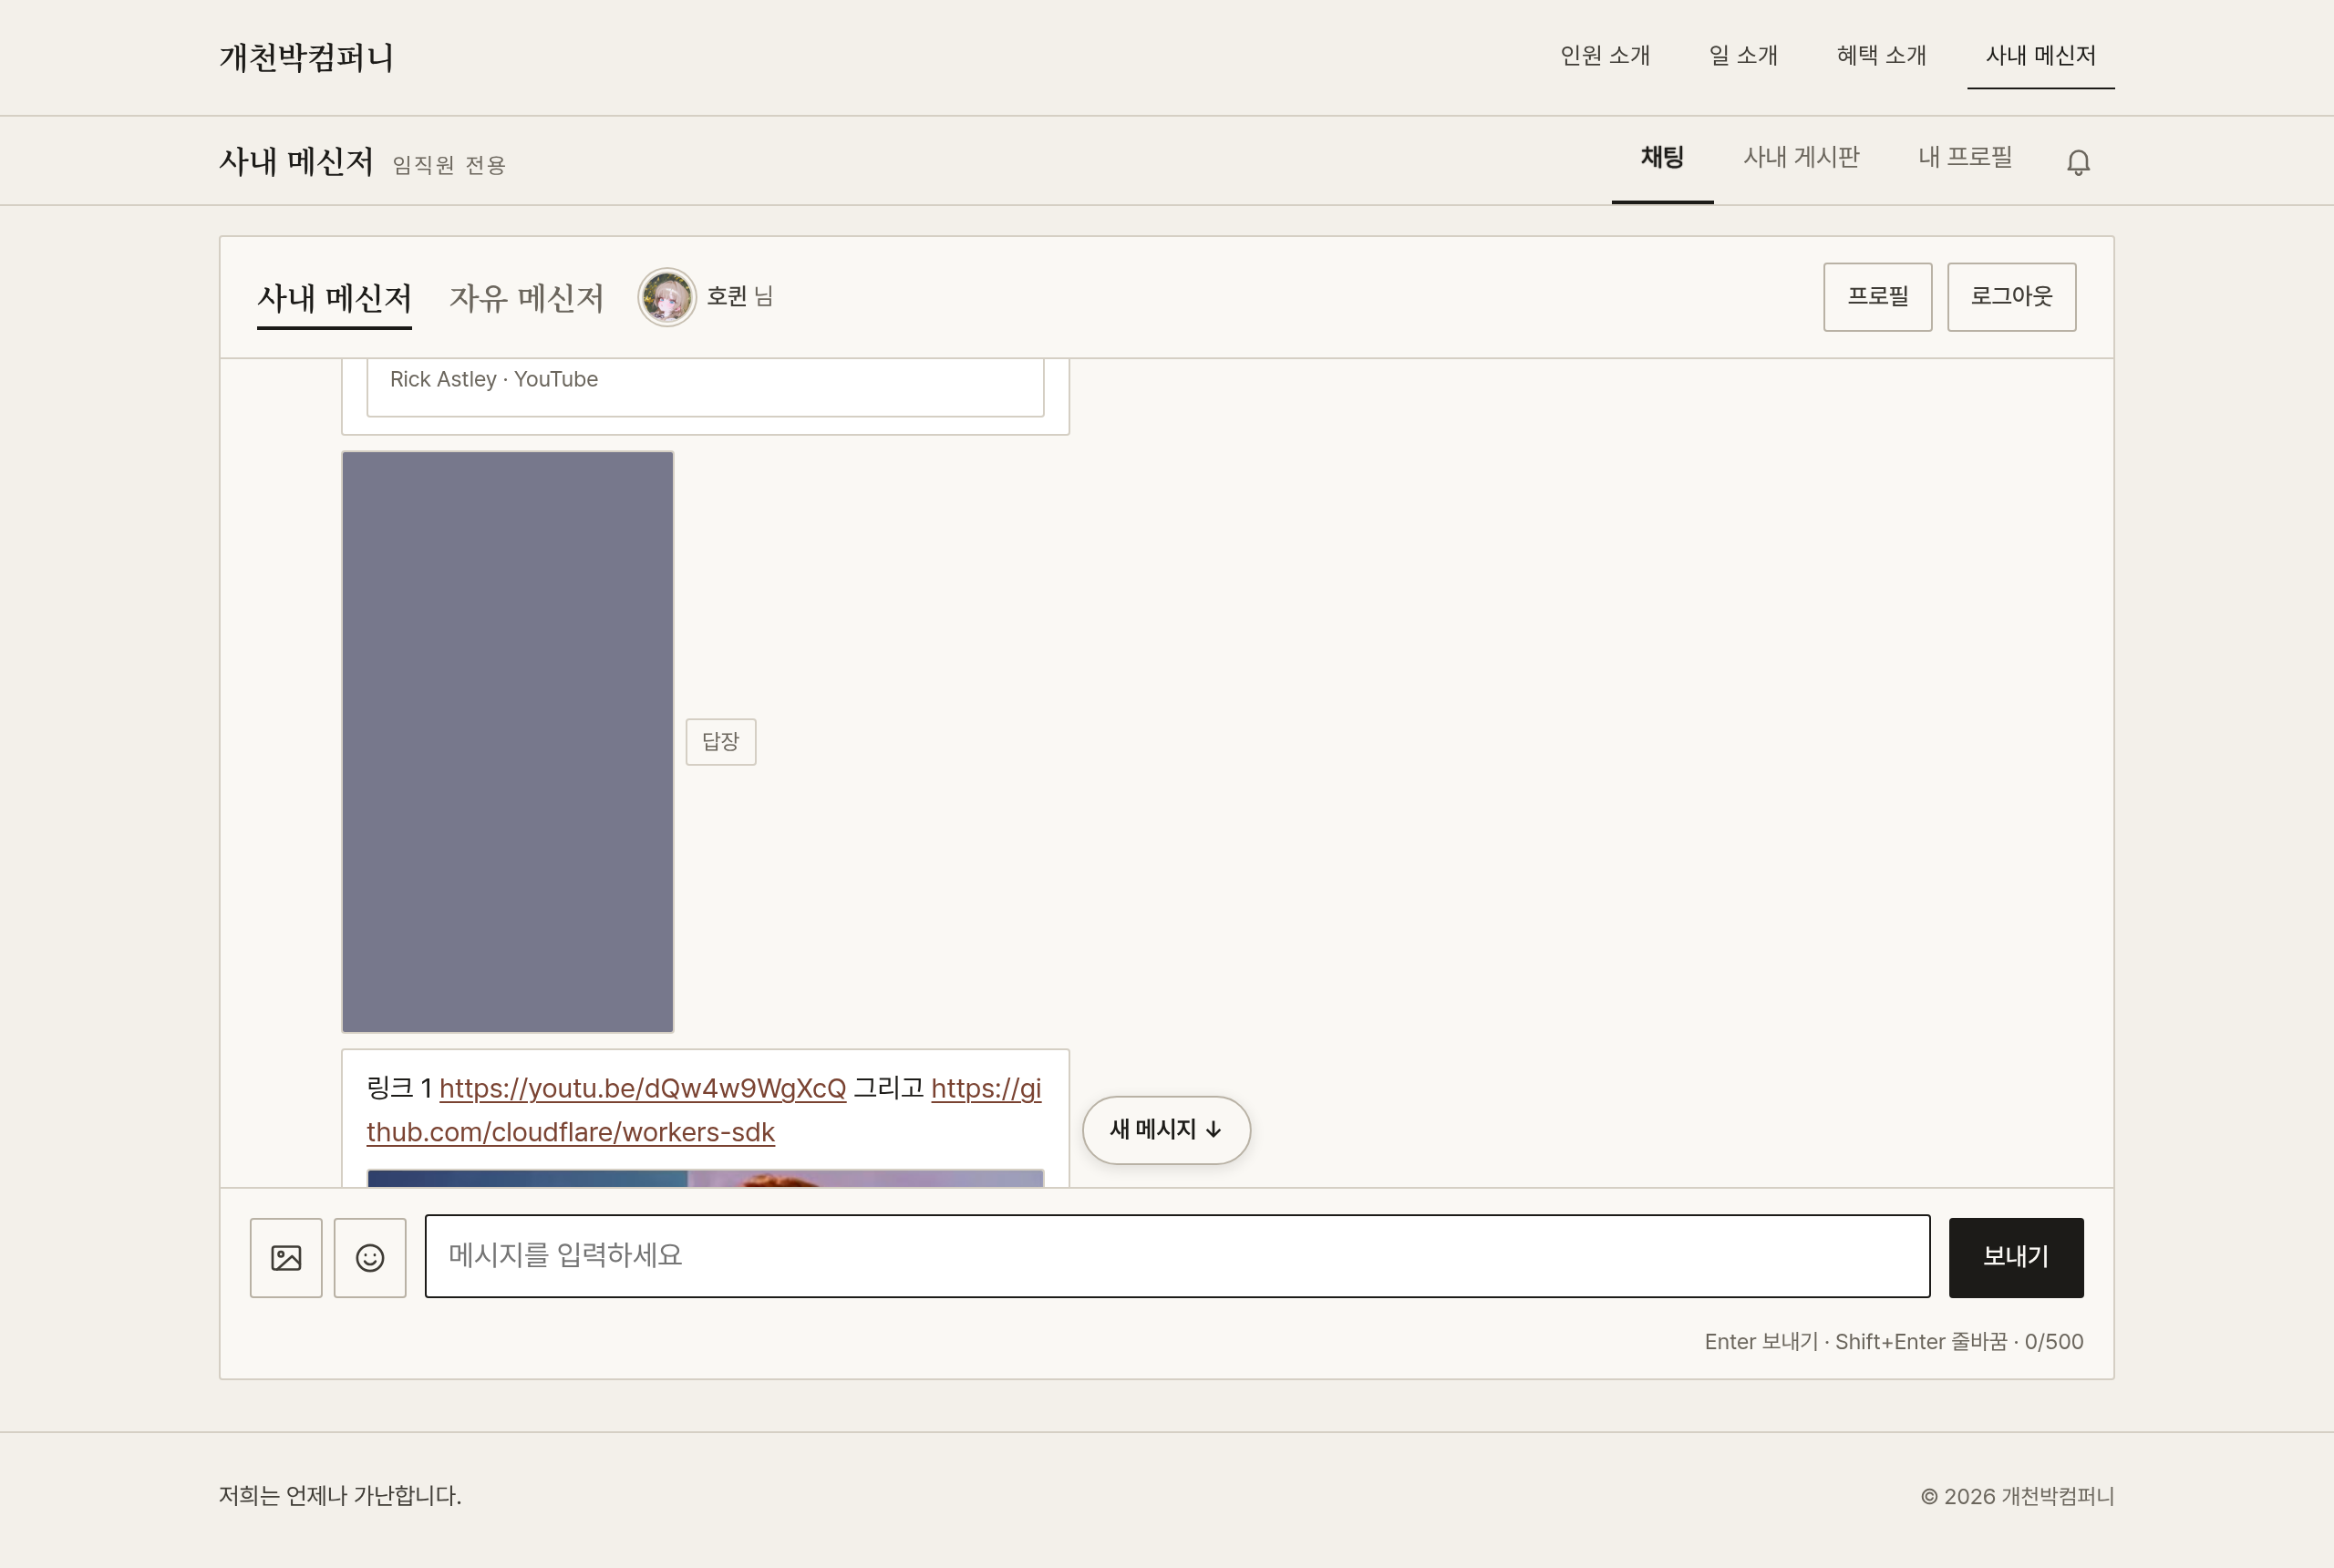 개천박컴퍼니
인원 소개
일 소개
혜택 소개
사내 메신저
사내 메신저 임직원 전용
채팅
사내 게시판
내 프로필
사내 메신저
자유 메신저
호퀸 님
프로필
로그아웃
Rick Astley · YouTube
답장
링크 1 https://youtu.be/dQw4w9WgXcQ 그리고 https://gi
thub.com/cloudflare/workers-sdk
새 메시지 ↓
메시지를 입력하세요
보내기
Enter 보내기 · Shift+Enter 줄바꿈 · 0/500
저희는 언제나 가난합니다.
© 2026 개천박컴퍼니